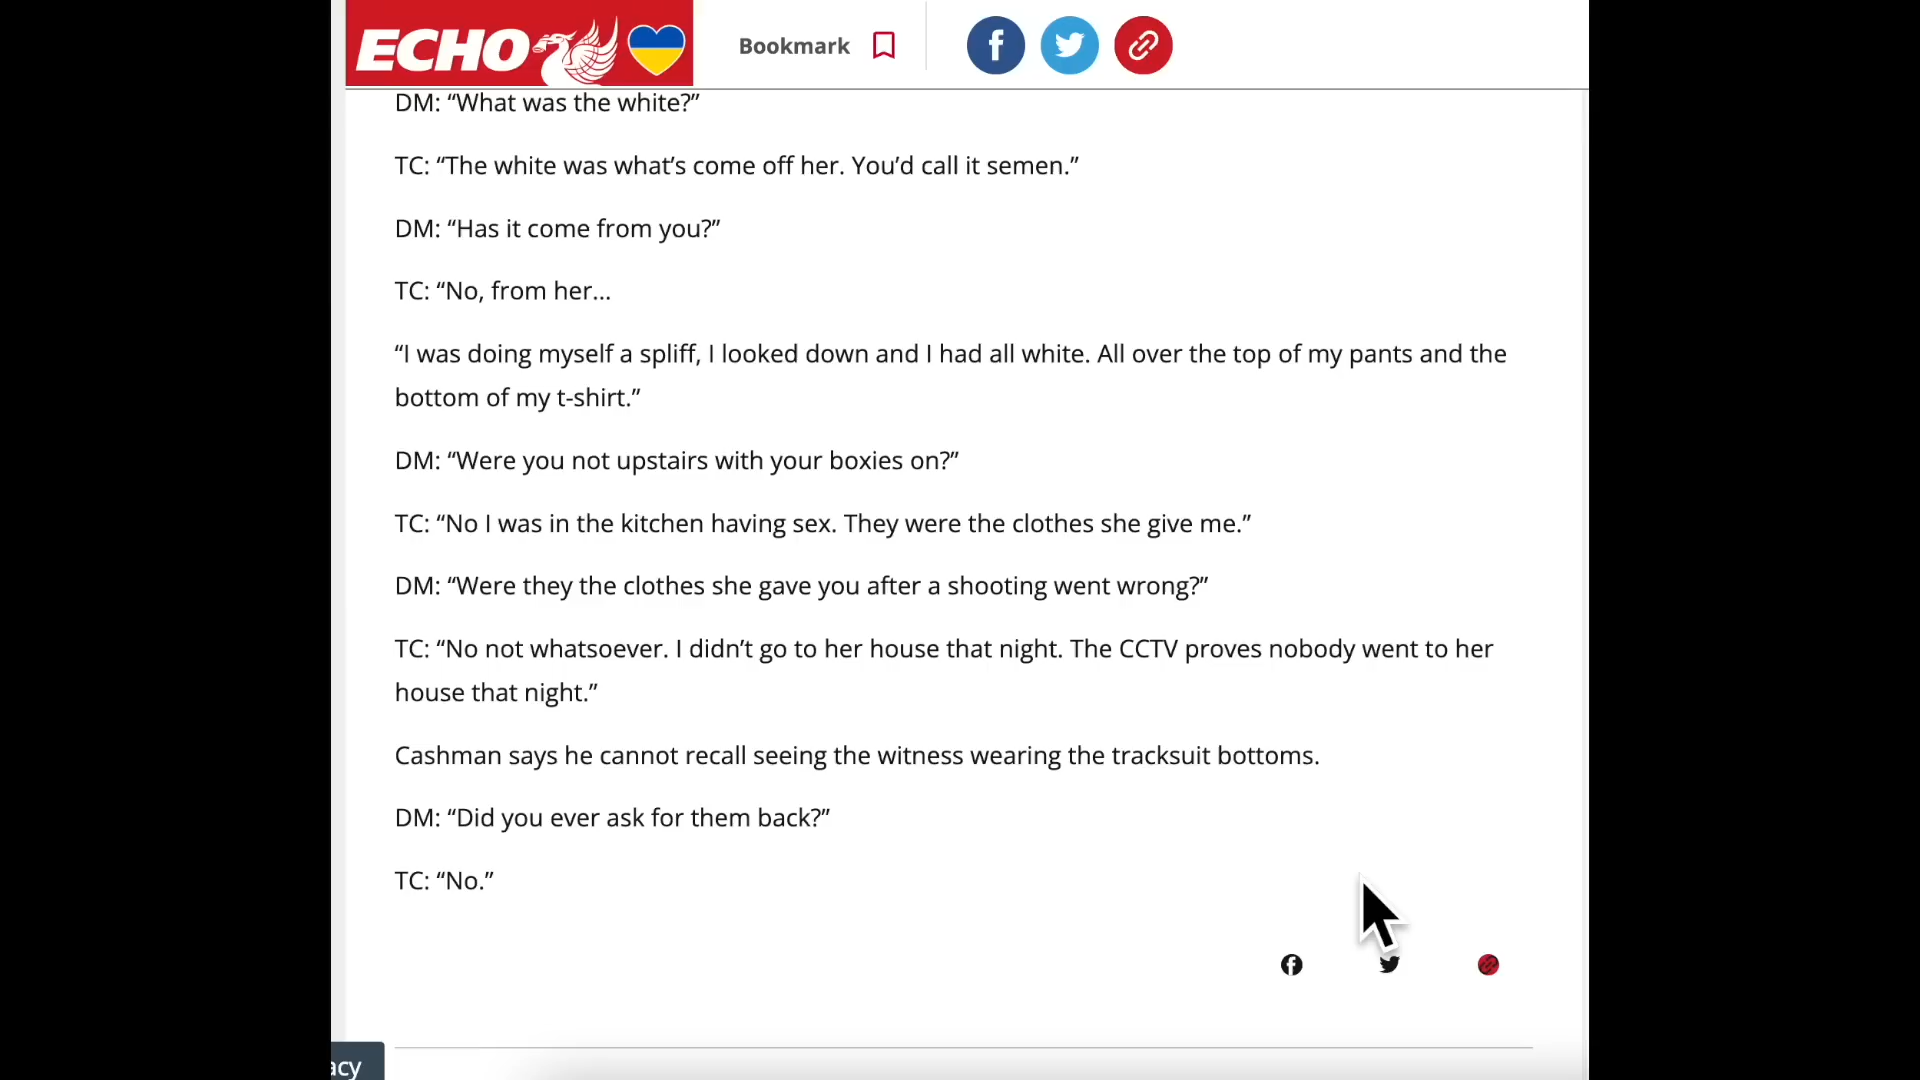 ECHO
Bookmark
DM: “What was the white?”
TC: “The white was what’s come off her. You’d call it semen.”
DM: “Has it come from you?”
TC: “No, from her...
“I was doing myself a spliff, I looked down and I had all white. All over the top of my pants and the
bottom of my t-shirt.”
DM: “Were you not upstairs with your boxies on?”
TC: “No I was in the kitchen having sex. They were the clothes she give me.”
DM: “Were they the clothes she gave you after a shooting went wrong?”
TC: “No not whatsoever. I didn’t go to her house that night. The CCTV proves nobody went to her
house that night.”
Cashman says he cannot recall seeing the witness wearing the tracksuit bottoms.
DM: “Did you ever ask for them back?”
TC: “No.”
acy